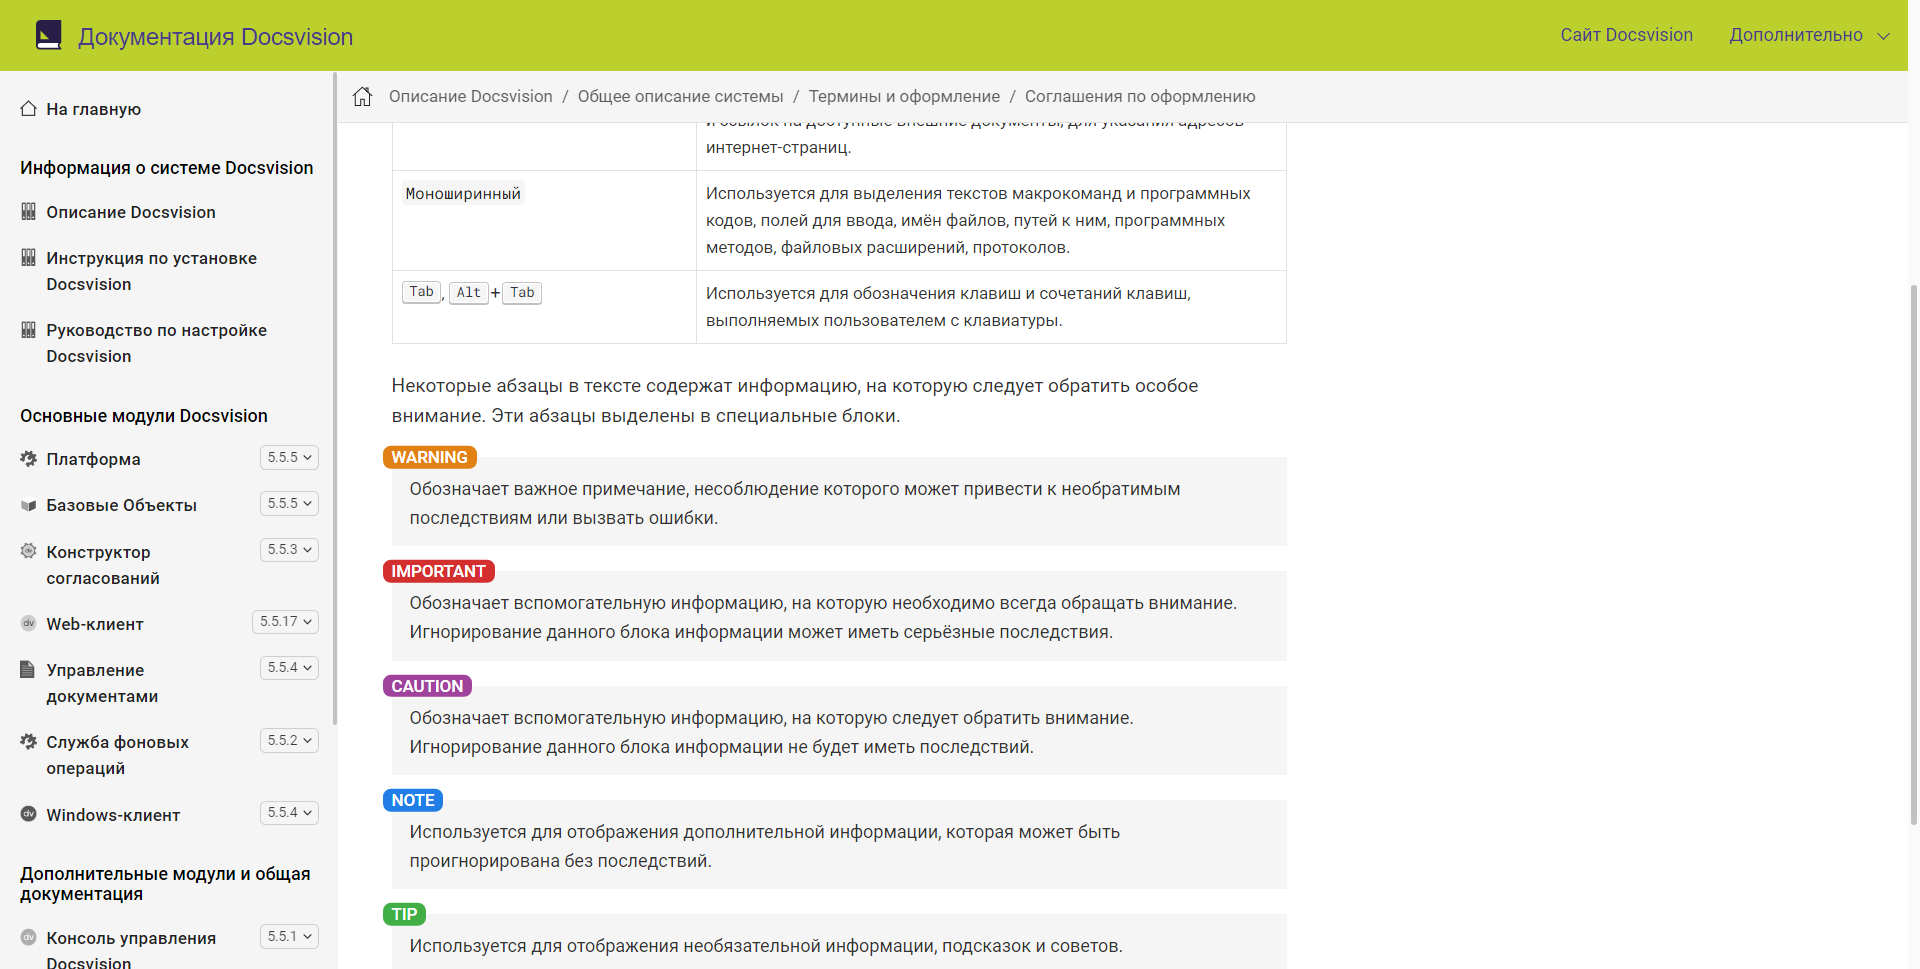 Документация Docsvision
Сайт Docsvision
Дополнительно
На главную
Информация о системе Docsvision
Описание Docsvision
Инструкция по установке
Docsvision
Руководство по настройке
Docsvision
Основные модули Docsvision
Платформа
5.5.5
Базовые Объекты
5.5.5
Конструктор
согласований
5.5.3
Web-клиент
5.5.17
Управление
документами
5.5.4
Служба фоновых
операций
5.5.2
Windows-клиент
5.5.4
Дополнительные модули и общая
документация
Консоль управления
Docsvision
5.5.1
Описание Docsvision / Общее описание системы / Термины и оформление / Соглашения по оформлению
и ссылок на доступные внешние документы, для указания адресов
интернет-страниц.
Моноширинный
Используется для выделения текстов макрокоманд и программных
кодов, полей для ввода, имён файлов, путей к ним, программных
методов, файловых расширений, протоколов.
Tab, Alt+Tab
Используется для обозначения клавиш и сочетаний клавиш,
выполняемых пользователем с клавиатуры.
Некоторые абзацы в тексте содержат информацию, на которую следует обратить особое
внимание. Эти абзацы выделены в специальные блоки.
WARNING
Обозначает важное примечание, несоблюдение которого может привести к необратимым
последствиям или вызвать ошибки.
IMPORTANT
Обозначает вспомогательную информацию, на которую необходимо всегда обращать внимание.
Игнорирование данного блока информации может иметь серьёзные последствия.
CAUTION
Обозначает вспомогательную информацию, на которую следует обратить внимание.
Игнорирование данного блока информации не будет иметь последствий.
NOTE
Используется для отображения дополнительной информации, которая может быть
проигнорирована без последствий.
TIP
Используется для отображения необязательной информации, подсказок и советов.